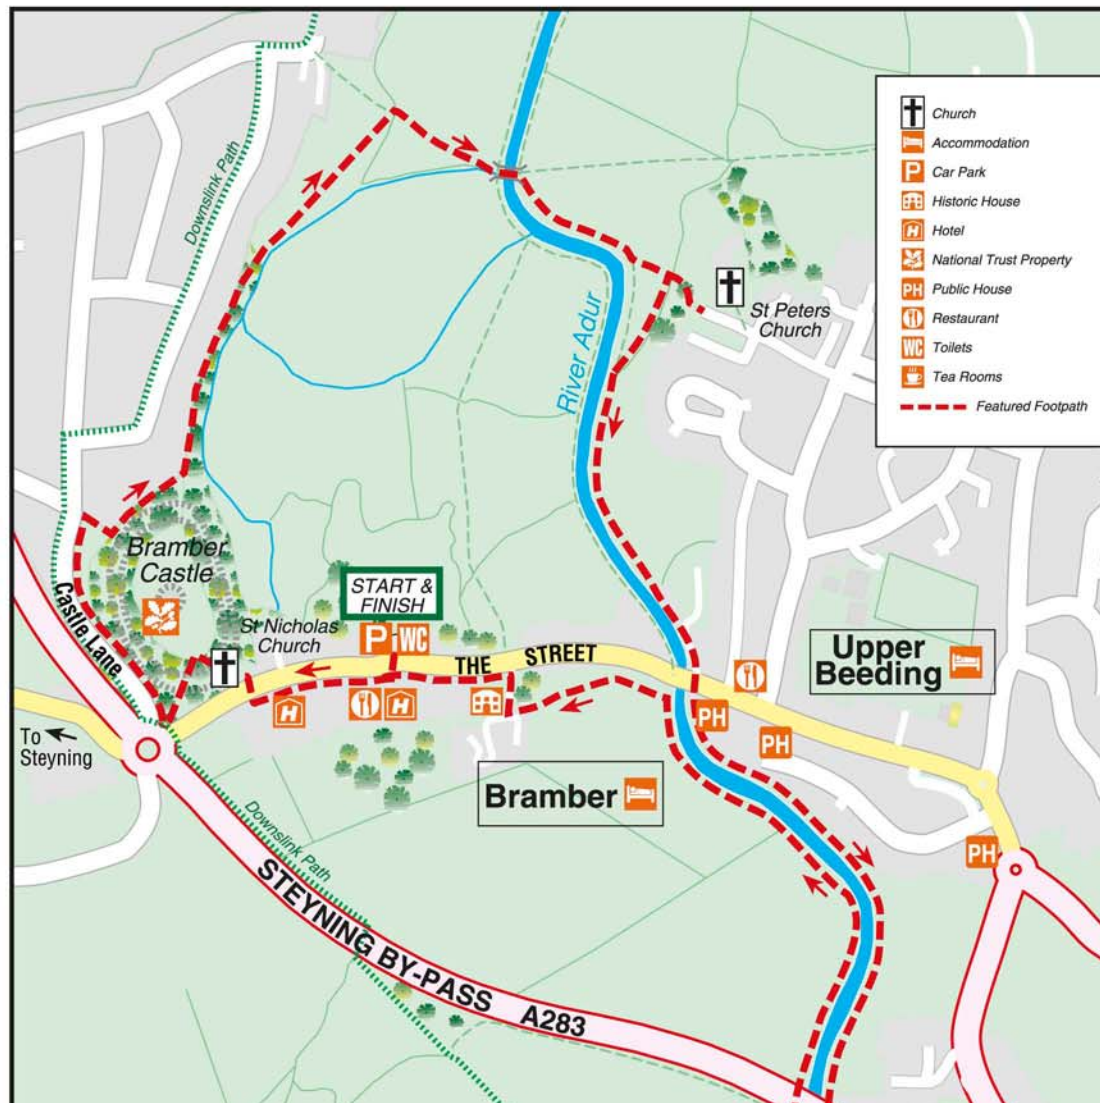 Church
Accommodation
P
Car Park
Historic House
H
Hotel
National Trust Property
PH
Public House
Restaurant
WC
Toilets
Tea Rooms
Featured Footpath
Downslink Path
River Adur
St Peters
Church
Bramber
Castle
Castle Lane
START &
FINISH
P WC
St Nicholas
Church
THE STREET
H
H
To
Steyning
Upper
Beeding
PH
PH
PH
Bramber
Downslink Path
STEYNING BY-PASS A283